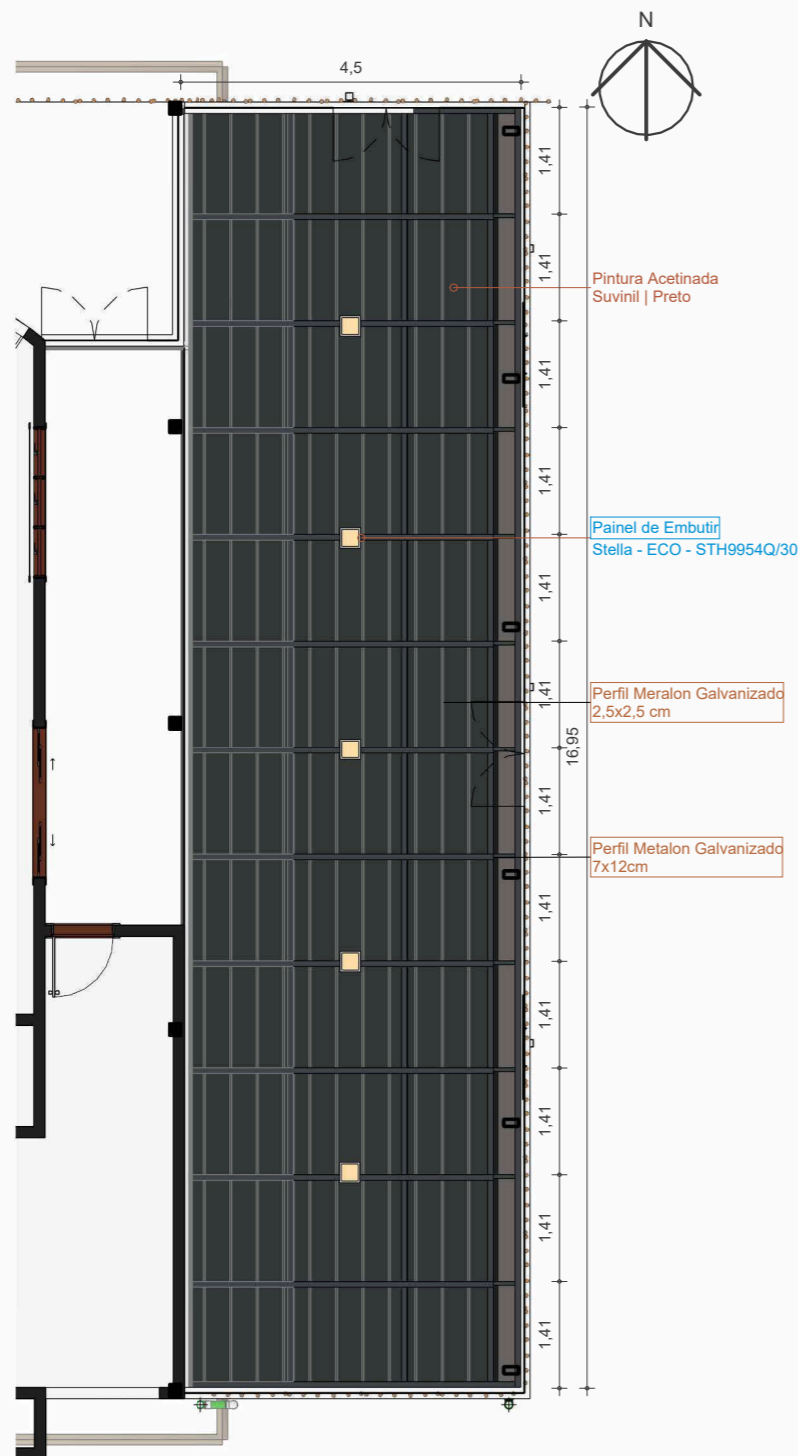 N
4,5
1,41
1,41
Pintura Acetinada
Suvinil | Preto
1,41
1,41
Painel de Embutir
Stella - ECO - STH9954Q/30
1,41
1,41
Perfil Meralon Galvanizado
2,5x2,5 cm
16,95
1,41
Perfil Metalon Galvanizado
7x12cm
1,41
1,41
1,41
1,41
1,41